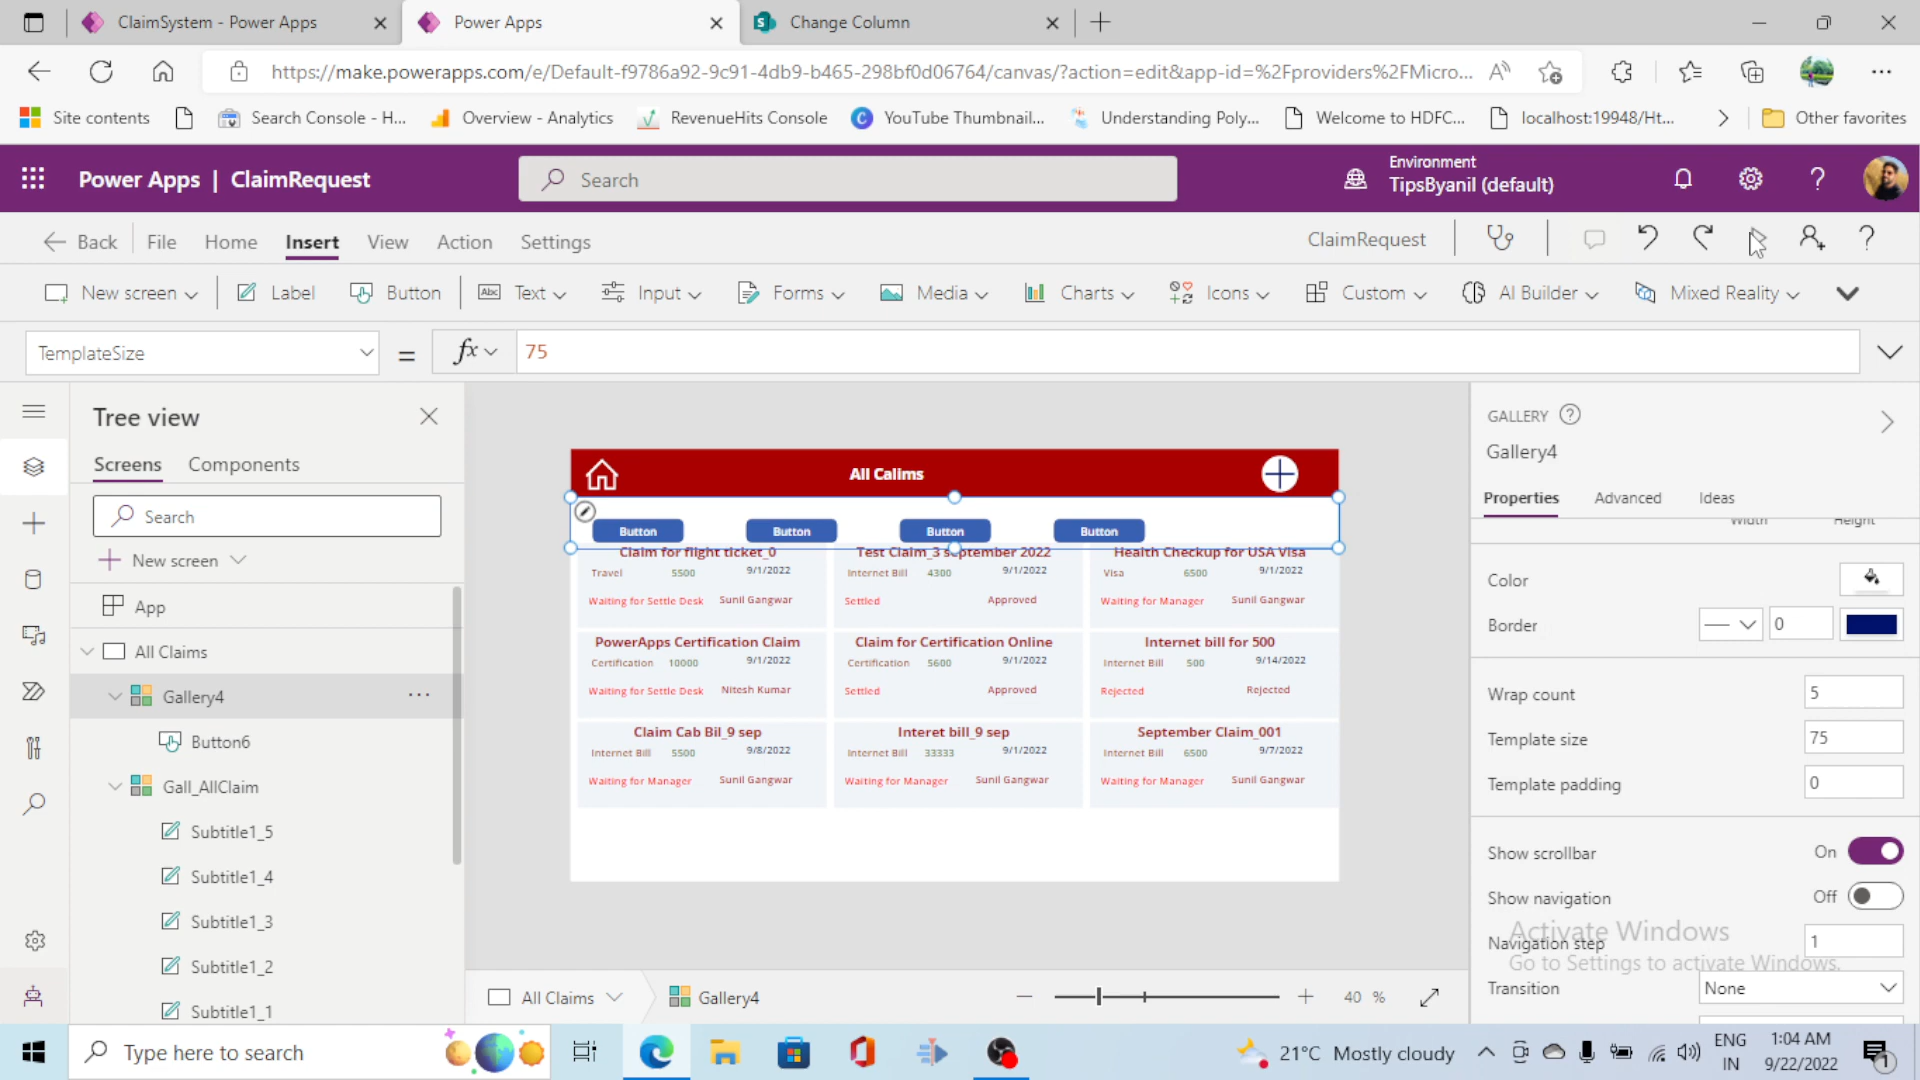 ClaimSystem - Power Apps
Power Apps
Change Column
https://make.powerapps.com/e/Default-f9786a92-9c91-4db9-b465-298bf0d06764/canvas/?action=edit&app-id=%2Fproviders%2FMicro...
Site contents
Search Console - H...
Overview - Analytics
RevenueHits Console
YouTube Thumbnail...
Understanding Poly...
Welcome to HDFC...
localhost:19948/Ht...
Other favorites
Power Apps | ClaimRequest
Search
Environment
TipsByanil (default)
Back
File
Home
Insert
View
Action
Settings
ClaimRequest
New screen
Label
Button
Text
Input
Forms
Media
Charts
Icons
Custom
AI Builder
Mixed Reality
TemplateSize
=
fx
75
Tree view
Screens
Components
Search
New screen
App
All Claims
Gallery4
Button6
Gall_AllClaim
Subtitle1_5
Subtitle1_4
Subtitle1_3
Subtitle1_2
Subtitle1_1
All Calims
Button
Button
Button
Button
Claim for flight ticket_0
Travel 5500 9/1/2022
Waiting for Settle Desk Sunil Gangwar
Test Claim_3 september 2022
Internet Bill 4300 9/1/2022
Settled Approved
Health Checkup for USA Visa
Visa 6500 9/1/2022
Waiting for Manager Sunil Gangwar
PowerApps Certification Claim
Certification 10000 9/1/2022
Waiting for Settle Desk Nitesh Kumar
Claim for Certification Online
Certification 5600 9/1/2022
Settled Approved
Internet bill for 500
Internet Bill 500 9/14/2022
Rejected Rejected
Claim Cab Bil_9 sep
Internet Bill 5500 9/8/2022
Waiting for Manager Sunil Gangwar
Interet bill_9 sep
Internet Bill 33333 9/1/2022
Waiting for Manager Sunil Gangwar
September Claim_001
Internet Bill 6500 9/7/2022
Waiting for Manager Sunil Gangwar
All Claims
Gallery4
40 %
GALLERY
Gallery4
Properties
Advanced
Ideas
Width Height
Color
Border 0
Wrap count 5
Template size 75
Template padding 0
Show scrollbar On
Show navigation Off
Navigation step 1
Transition None
Activate Windows
Go to Settings to activate Windows.
Type here to search
21°C Mostly cloudy
ENG
IN
1:04 AM
9/22/2022
1